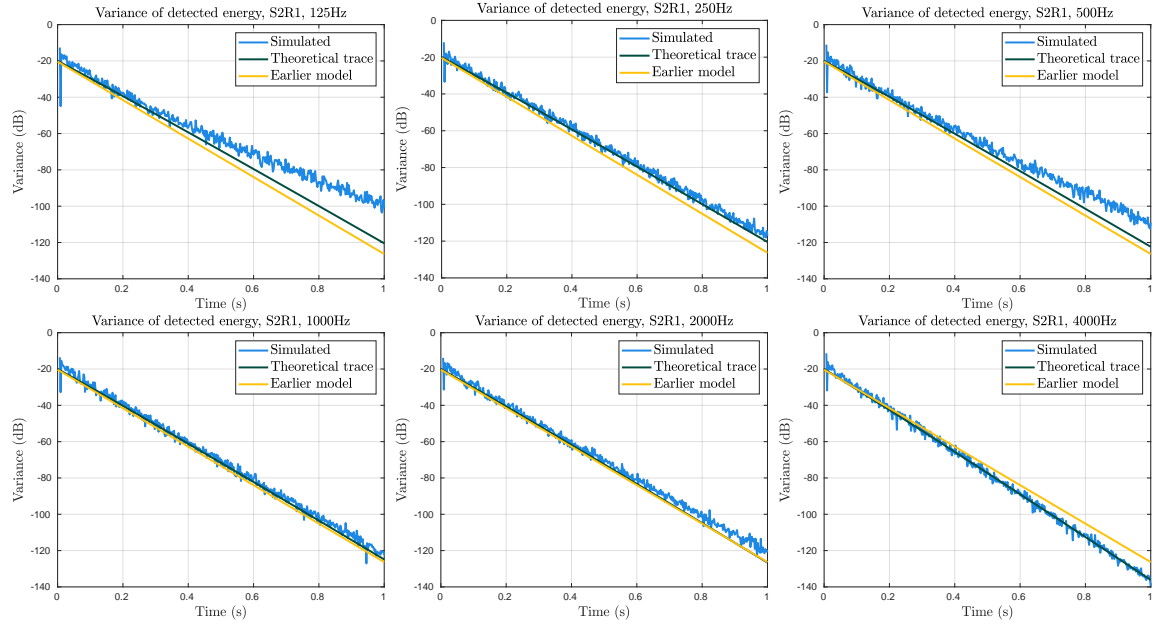 Variance of detected energy, S2R1, 125Hz
0
-20
-40
-60
-80
-100
-120
-140
Variance (dB)
Simulated
Theoretical trace
Earlier model
0
0.2
0.4
0.6
0.8
1
Time (s)
Variance of detected energy, S2R1, 250Hz
0
-20
-40
-60
-80
-100
-120
-140
Variance (dB)
Simulated
Theoretical trace
Earlier model
0
0.2
0.4
0.6
0.8
1
Time (s)
Variance of detected energy, S2R1, 500Hz
0
-20
-40
-60
-80
-100
-120
-140
Variance (dB)
Simulated
Theoretical trace
Earlier model
0
0.2
0.4
0.6
0.8
1
Time (s)
Variance of detected energy, S2R1, 1000Hz
0
-20
-40
-60
-80
-100
-120
-140
Variance (dB)
Simulated
Theoretical trace
Earlier model
0
0.2
0.4
0.6
0.8
1
Time (s)
Variance of detected energy, S2R1, 2000Hz
0
-20
-40
-60
-80
-100
-120
-140
Variance (dB)
Simulated
Theoretical trace
Earlier model
0
0.2
0.4
0.6
0.8
1
Time (s)
Variance of detected energy, S2R1, 4000Hz
0
-20
-40
-60
-80
-100
-120
-140
Variance (dB)
Simulated
Theoretical trace
Earlier model
0
0.2
0.4
0.6
0.8
1
Time (s)